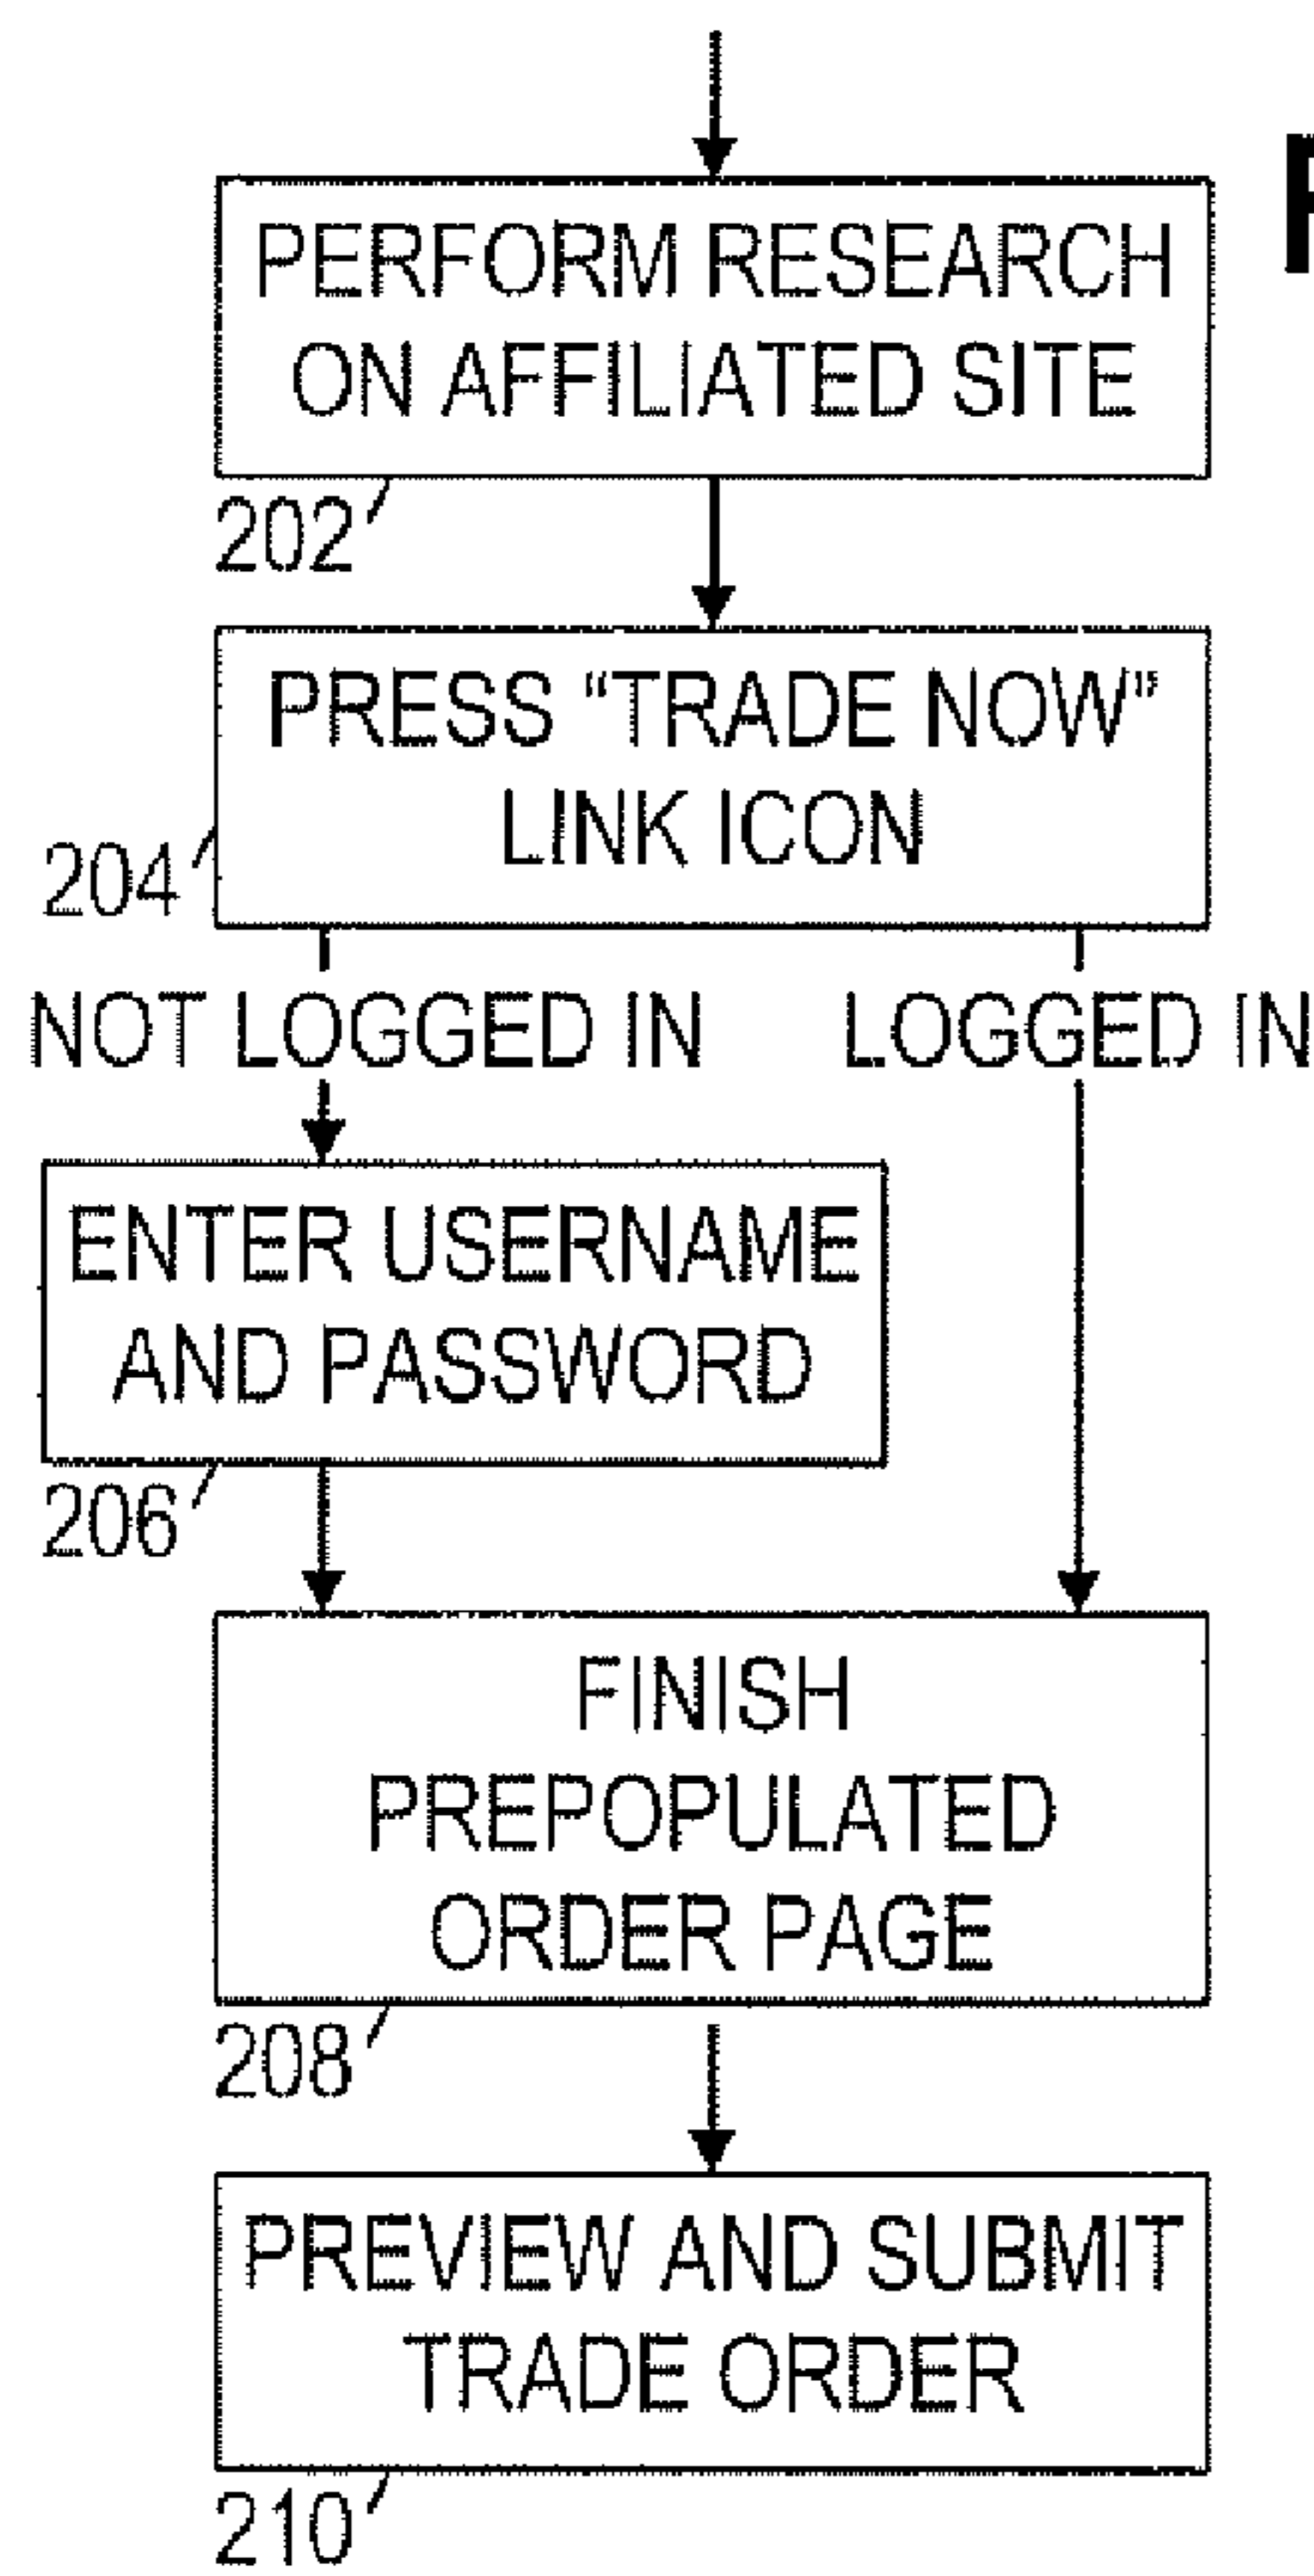 PERFORM RESEARCH
ON AFFILIATED SITE
202
PRESS “TRADE NOW”
LINK ICON
204
NOT LOGGED IN
LOGGED IN
ENTER USERNAME
AND PASSWORD
206
FINISH
PREPOPULATED
ORDER PAGE
208
PREVIEW AND SUBMIT
TRADE ORDER
210